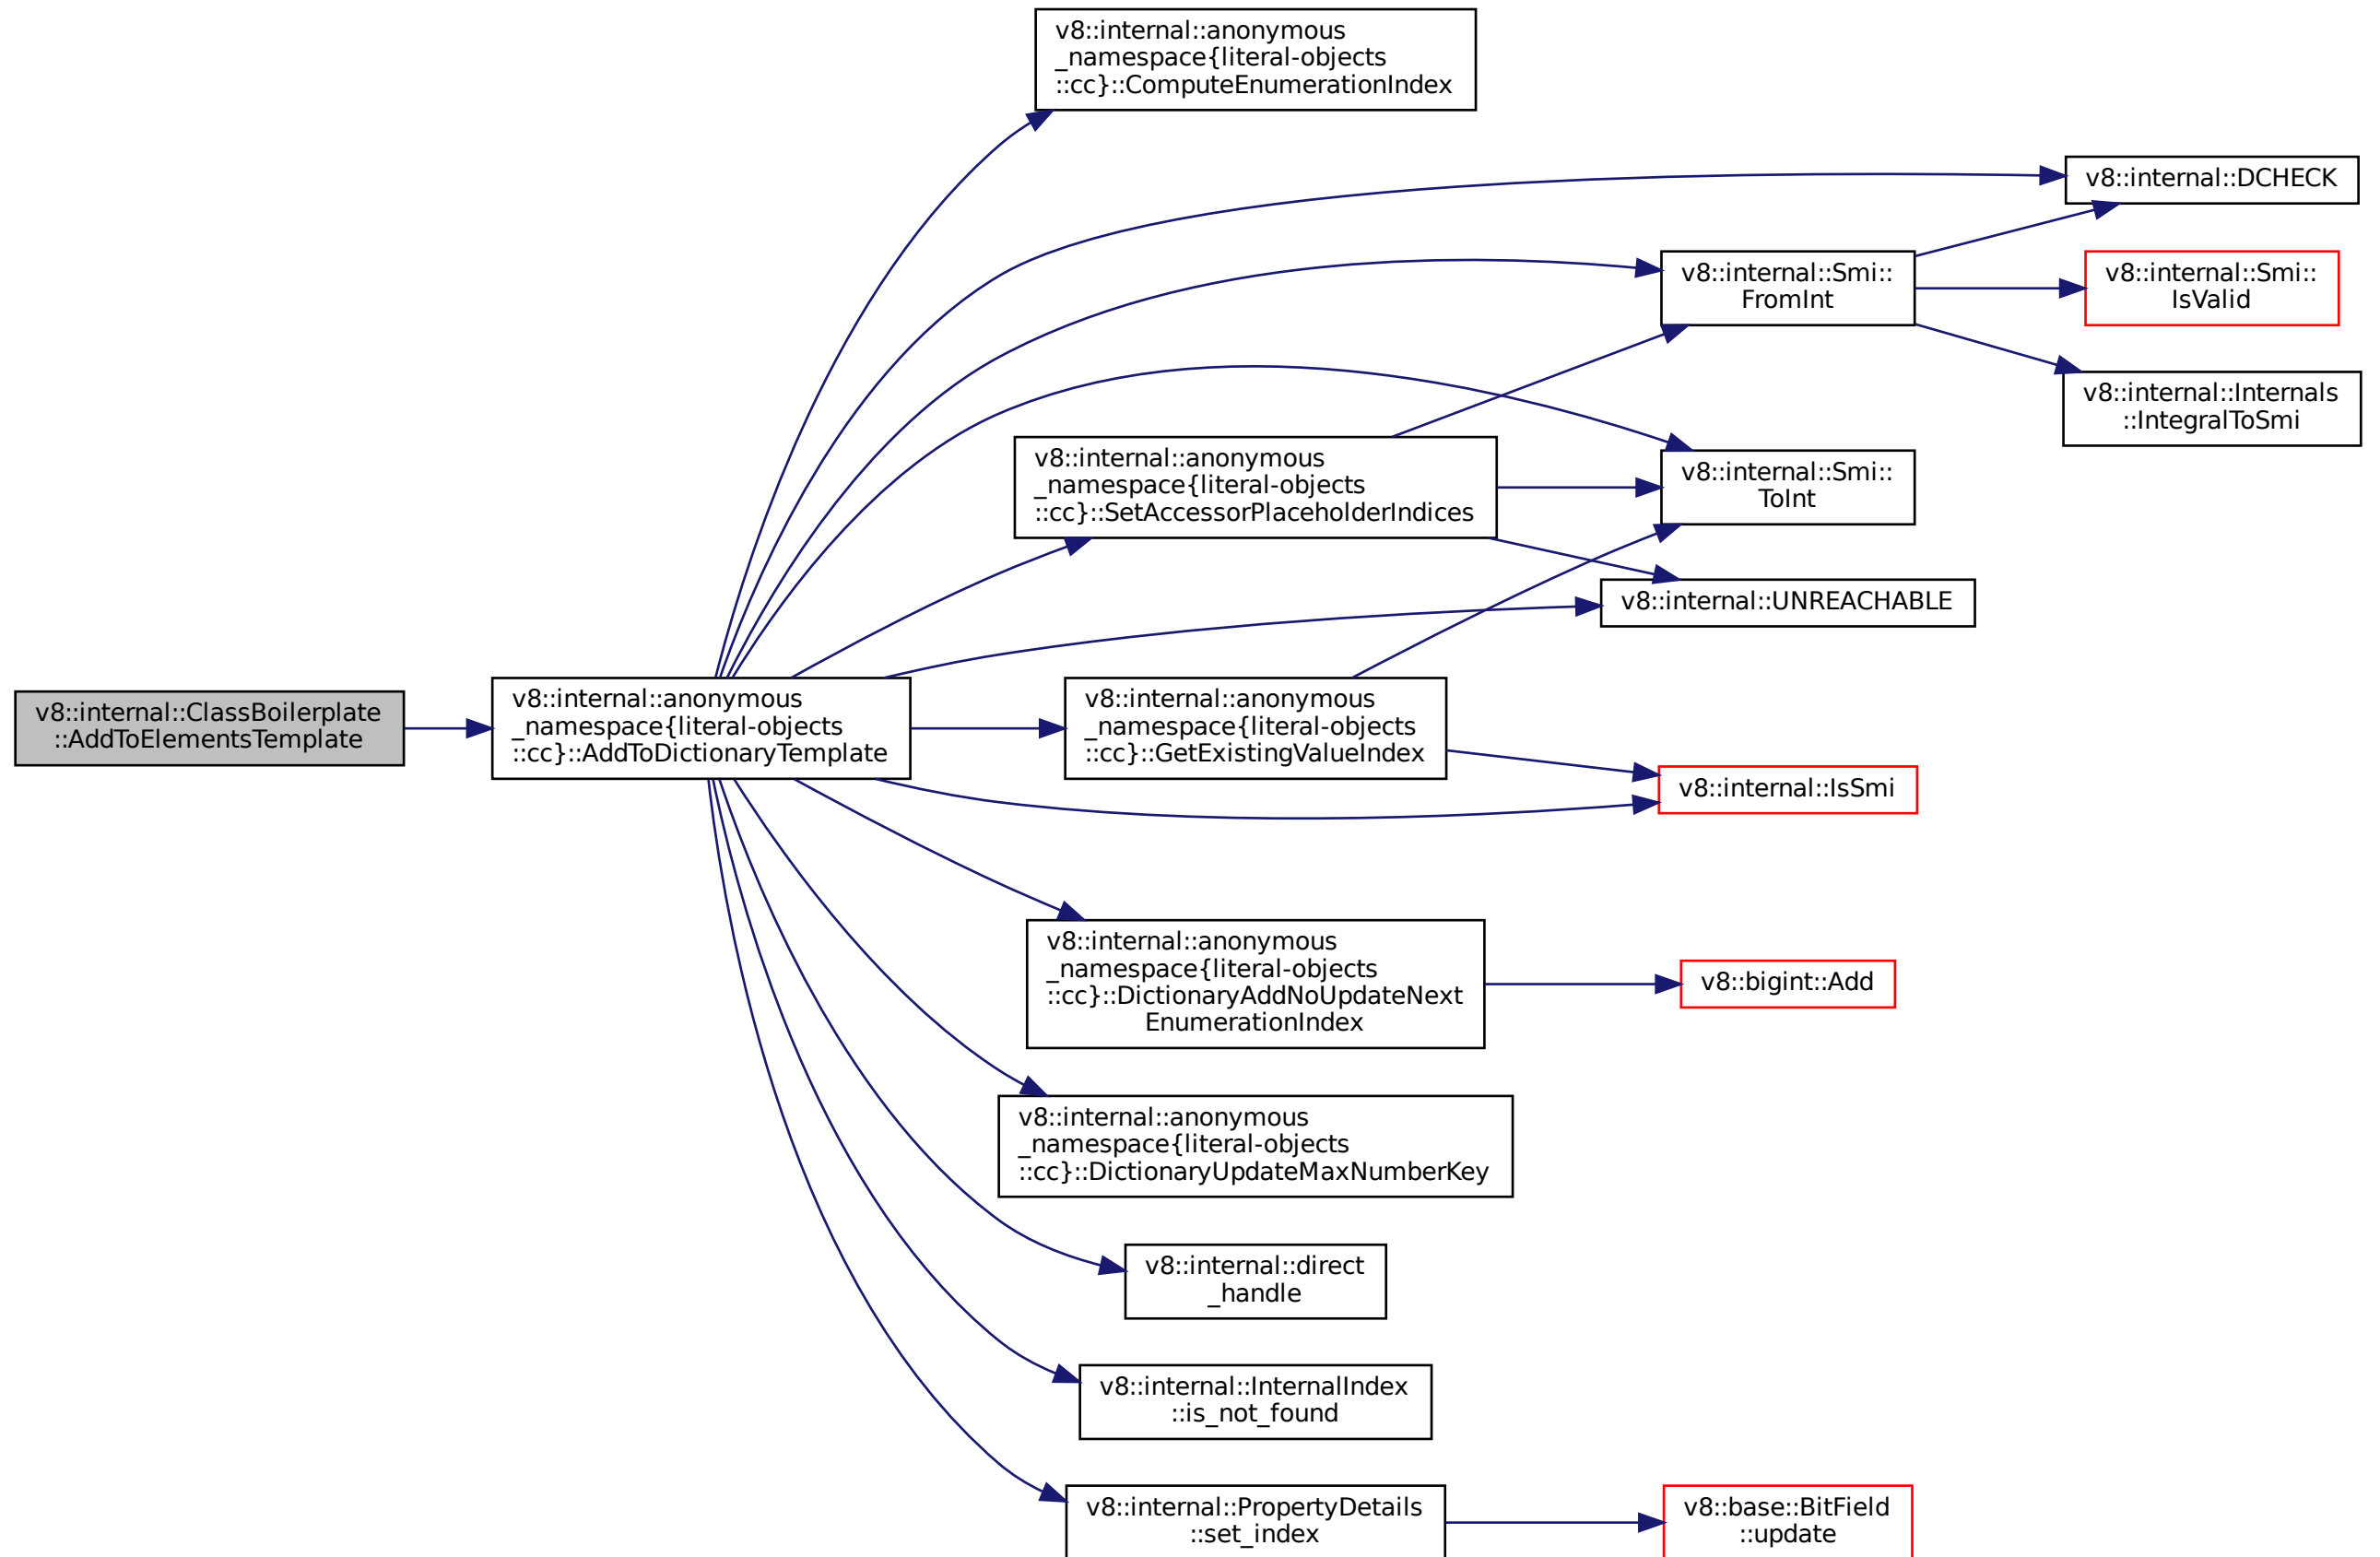 v8::internal::anonymous
_namespace{literal-objects
::cc}::ComputeEnumerationIndex
v8::internal::DCHECK
v8::internal::Smi::
FromInt
v8::internal::Smi::
IsValid
v8::internal::Internals
::IntegralToSmi
v8::internal::anonymous
_namespace{literal-objects
::cc}::SetAccessorPlaceholderIndices
v8::internal::Smi::
ToInt
v8::internal::UNREACHABLE
v8::internal::ClassBoilerplate
::AddToElementsTemplate
v8::internal::anonymous
_namespace{literal-objects
::cc}::AddToDictionaryTemplate
v8::internal::anonymous
_namespace{literal-objects
::cc}::GetExistingValueIndex
v8::internal::IsSmi
v8::internal::anonymous
_namespace{literal-objects
::cc}::DictionaryAddNoUpdateNext
EnumerationIndex
v8::bigint::Add
v8::internal::anonymous
_namespace{literal-objects
::cc}::DictionaryUpdateMaxNumberKey
v8::internal::direct
_handle
v8::internal::InternalIndex
::is_not_found
v8::internal::PropertyDetails
::set_index
v8::base::BitField
::update